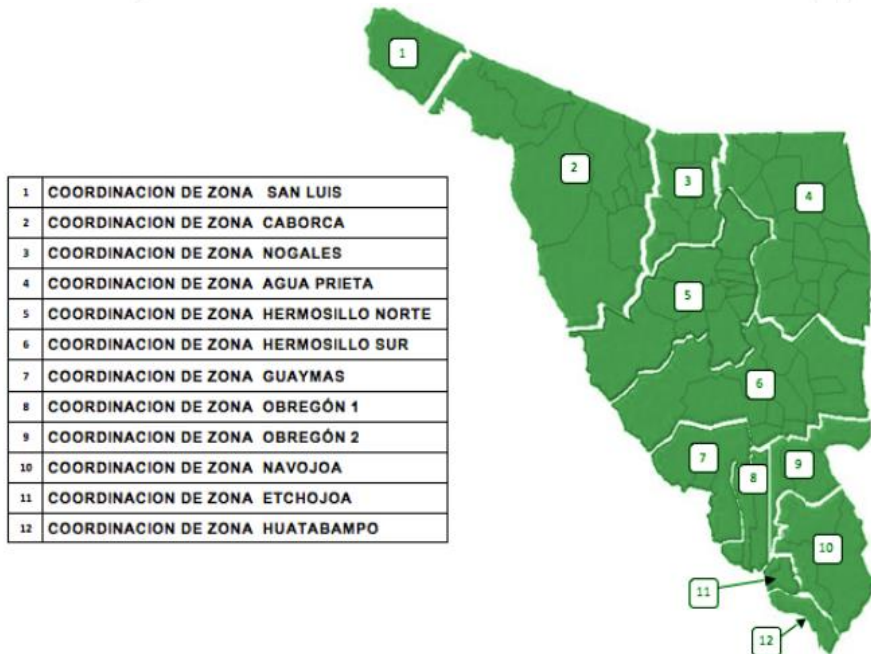 1 COORDINACION DE ZONA SAN LUIS
2 COORDINACION DE ZONA CABORCA
3 COORDINACION DE ZONA NOGALES
4 COORDINACION DE ZONA AGUA PRIETA
5 COORDINACION DE ZONA HERMOSILLO NORTE
6 COORDINACION DE ZONA HERMOSILLO SUR
7 COORDINACION DE ZONA GUAYMAS
8 COORDINACION DE ZONA OBREGÓN 1
9 COORDINACION DE ZONA OBREGÓN 2
10 COORDINACION DE ZONA NAVOJOA
11 COORDINACION DE ZONA ETCHOJOA
12 COORDINACION DE ZONA HUATABAMPO
1
2
3
4
5
6
7
8
9
10
11
12